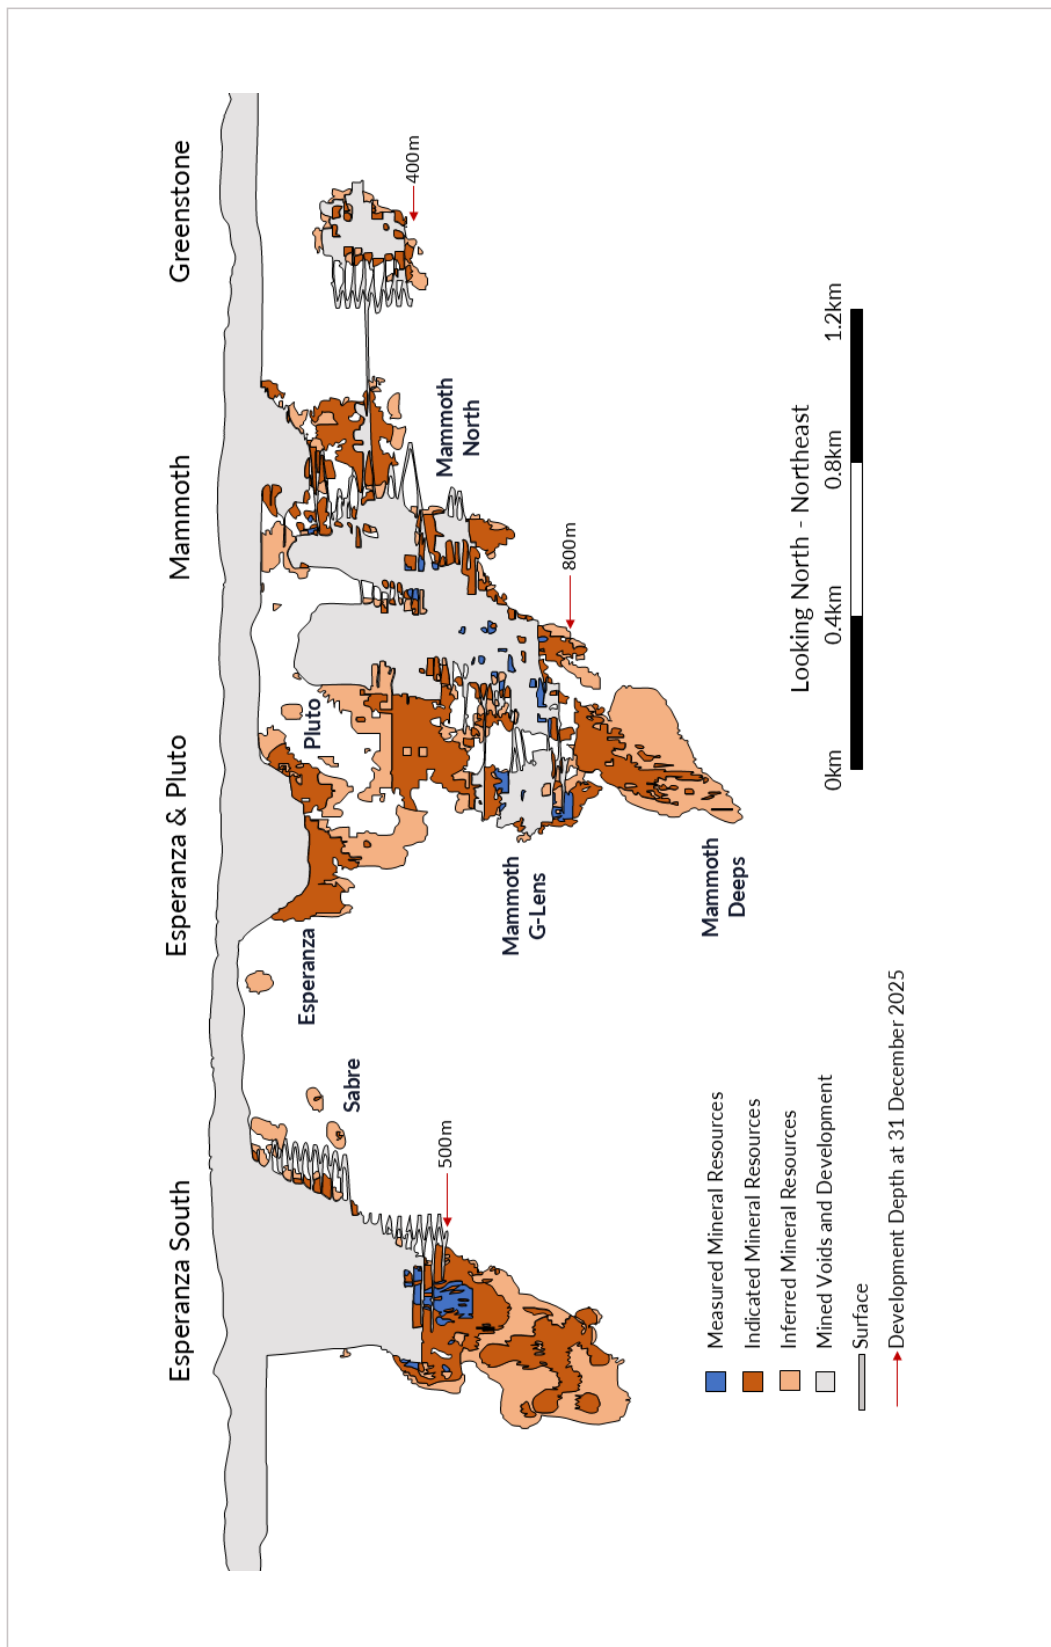 Esperanza South
Esperanza & Pluto
Mammoth
Greenstone
Sabre
Esperanza
Pluto
Mammoth
North
Mammoth
G-Lens
Mammoth
Deeps
500m
800m
400m
Measured Mineral Resources
Indicated Mineral Resources
Inferred Mineral Resources
Mined Voids and Development
Surface
Development Depth at 31 December 2025
Looking North - Northeast
0km
0.4km
0.8km
1.2km